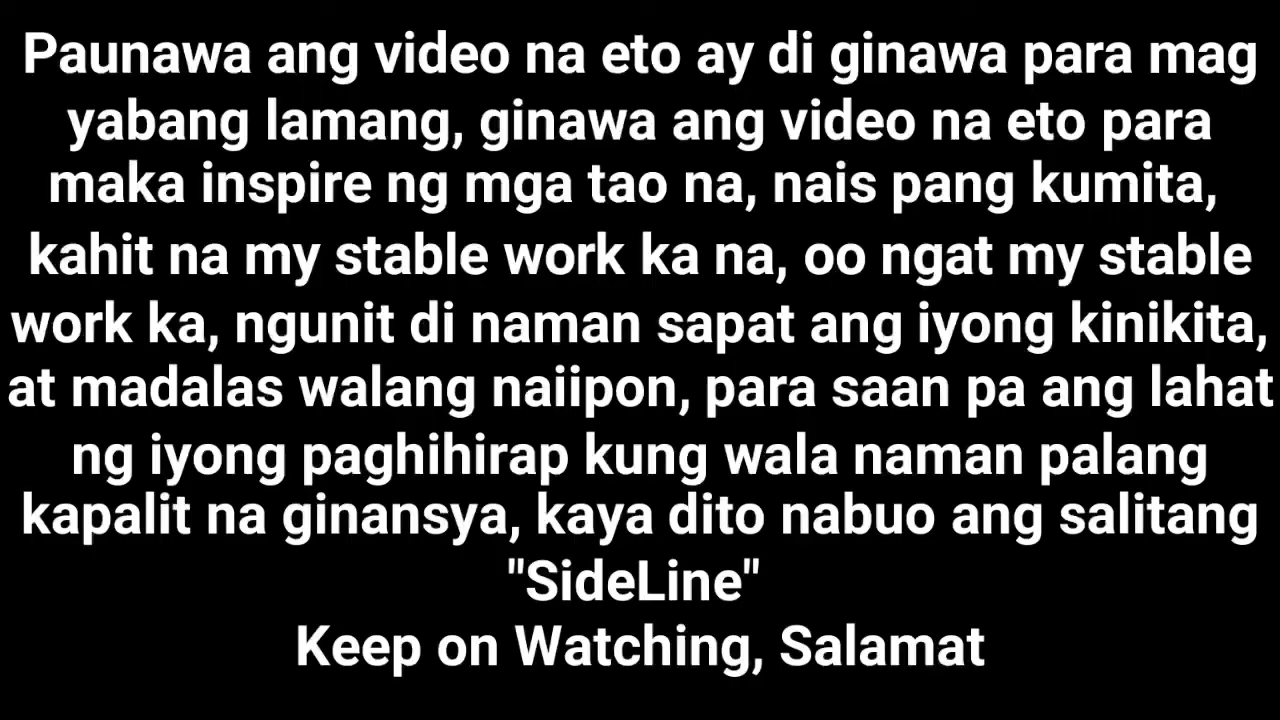 Paunawa ang video na eto ay di ginawa para mag
yabang lamang, ginawa ang video na eto para
maka inspire ng mga tao na, nais pang kumita,
kahit na my stable work ka na, oo ngat my stable
work ka, ngunit di naman sapat ang iyong kinikita,
at madalas walang naiipon, para saan pa ang lahat
ng iyong paghihirap kung wala naman palang
kapalit na ginansya, kaya dito nabuo ang salitang
"SideLine"
Keep on Watching, Salamat